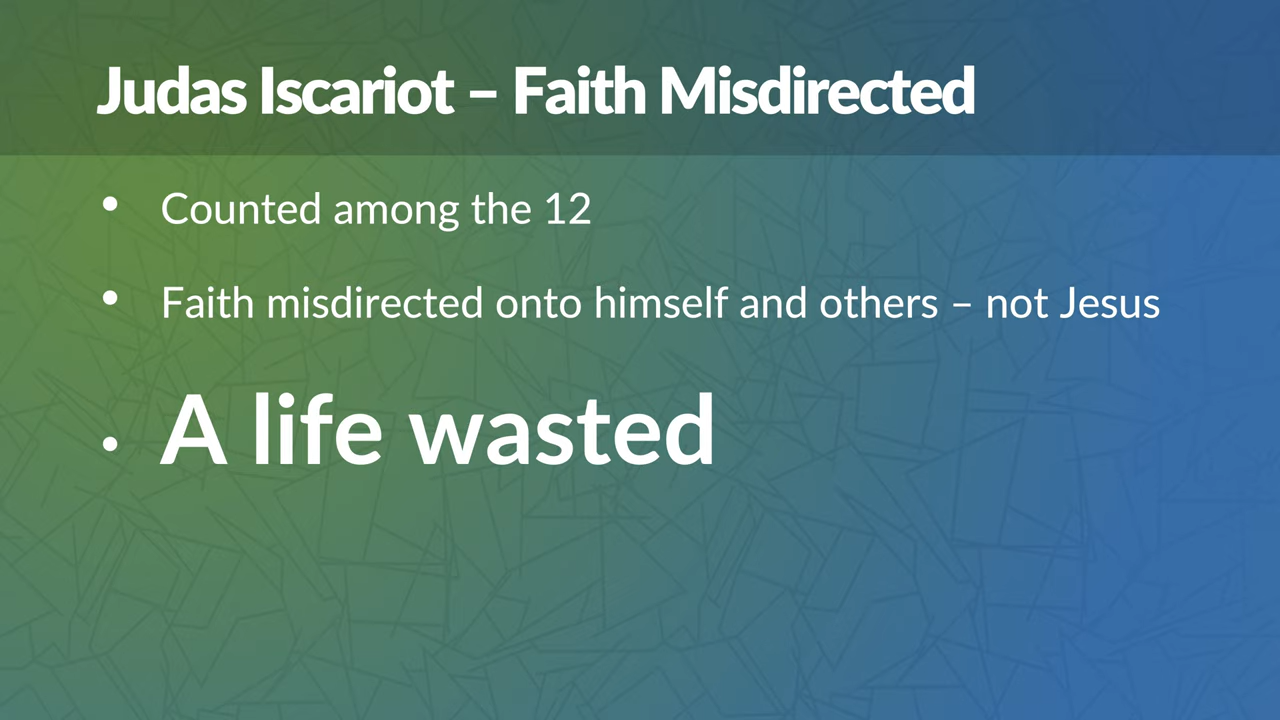 Judas Iscariot – Faith Misdirected
• Counted among the 12
• Faith misdirected onto himself and others – not Jesus
• A life wasted